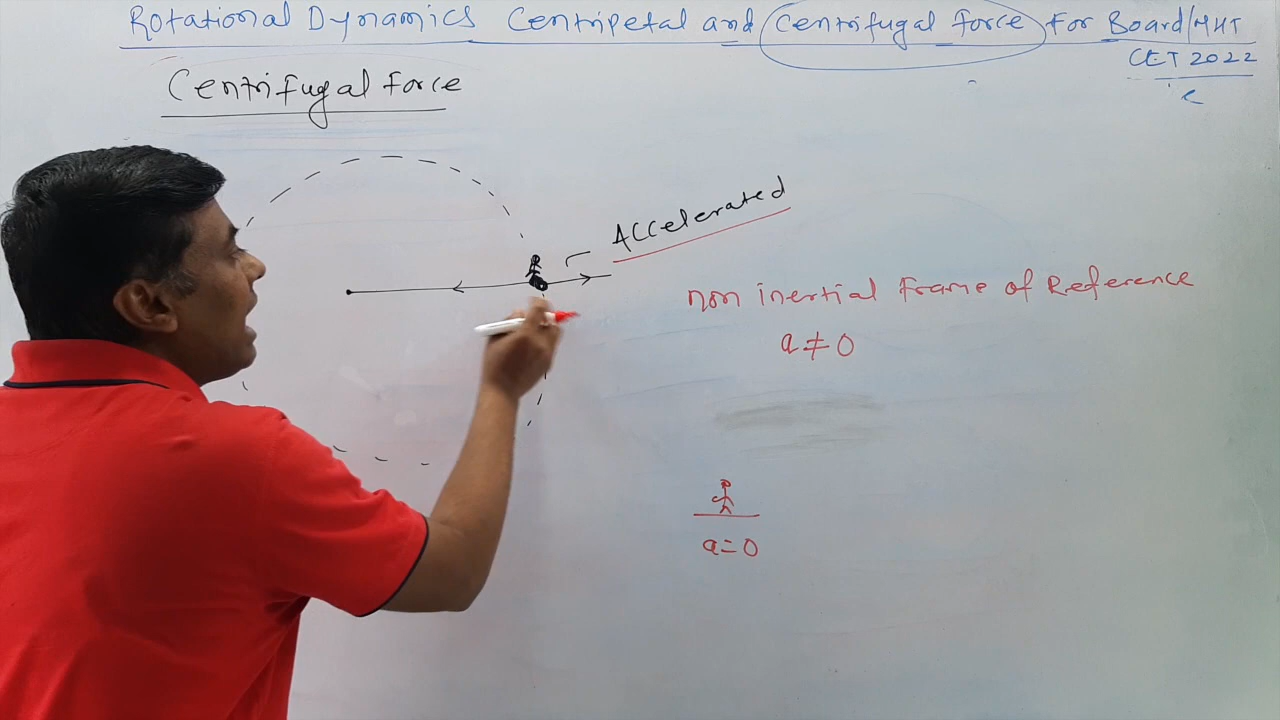 Rotational Dynamics Centripetal and Centrifugal force For Board/MHT
CET 2022
Centrifugal force
Accelerated
non inertial Frame of Reference
a ≠ 0
a = 0